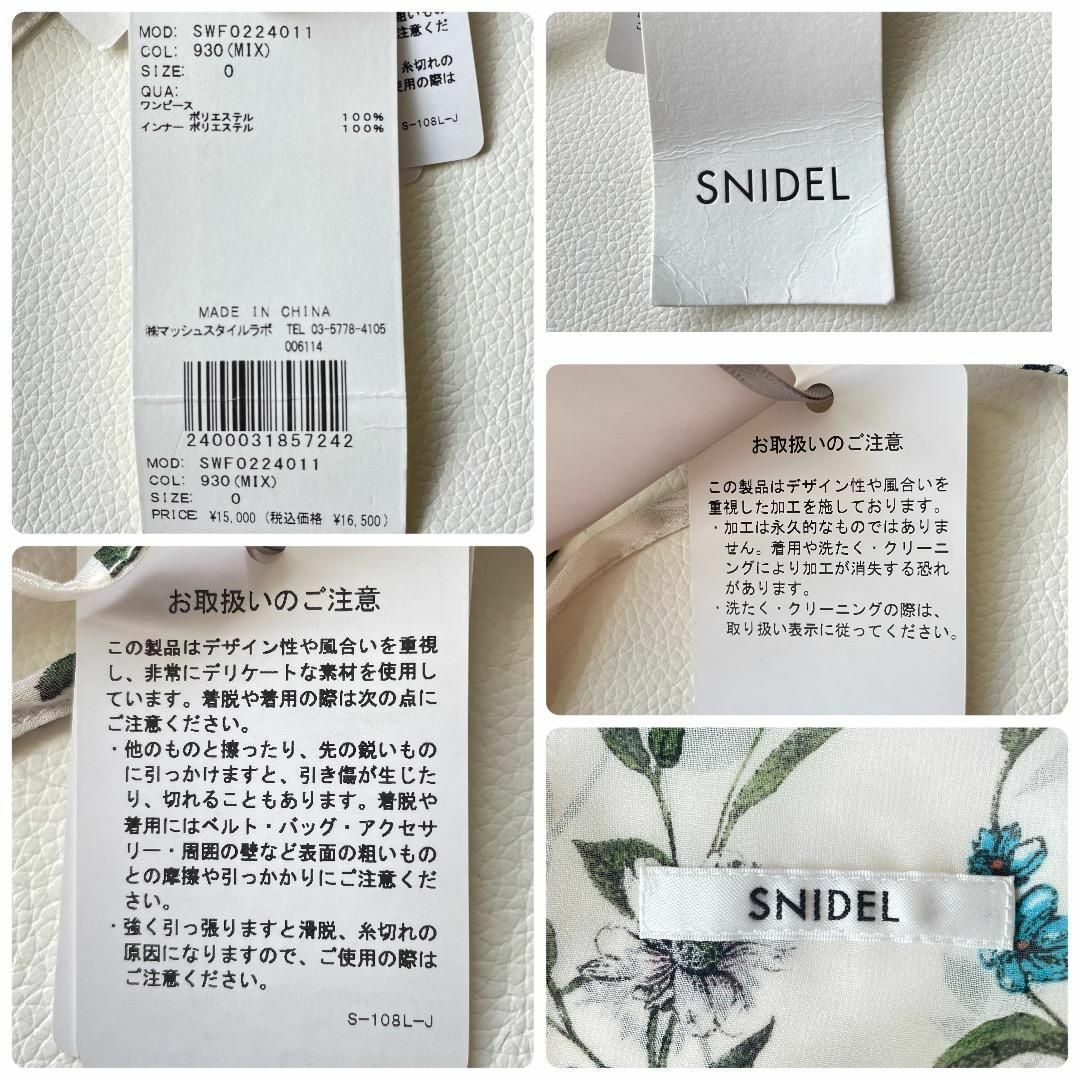 MOD: SWF0224011
COL: 930(MIX)
SIZE: 0
QUA:
ワンピース
ポリエステル 100%
インナー ポリエステル 100%
MADE IN CHINA
㈱マッシュスタイルラボ TEL 03-5778-4105
006114
2400031857242
MOD: SWF0224011
COL: 930(MIX)
SIZE: 0
PRICE ¥15,000 (税込価格 ¥16,500)
粗いもの
ご注意くだ
糸切れの
使用の際は
S-108L-J
SNIDEL
お取扱いのご注意
この製品はデザイン性や風合いを
重視した加工を施しております。
・加工は永久的なものではありま
せん。着用や洗たく・クリーニ
ングにより加工が消失する恐れ
があります。
・洗たく・クリーニングの際は、
取り扱い表示に従ってください。
お取扱いのご注意
この製品はデザイン性や風合いを重視
し、非常にデリケートな素材を使用し
ています。着脱や着用の際は次の点に
ご注意ください。
・他のものと擦ったり、先の鋭いもの
に引っかけますと、引き傷が生じた
り、切れることもあります。着脱や
着用にはベルト・バッグ・アクセサ
リー・周囲の壁など表面の粗いもの
との摩擦や引っかかりにご注意くだ
さい。
・強く引っ張りますと滑脱、糸切れの
原因になりますので、ご使用の際は
ご注意ください。
S-108L-J
SNIDEL